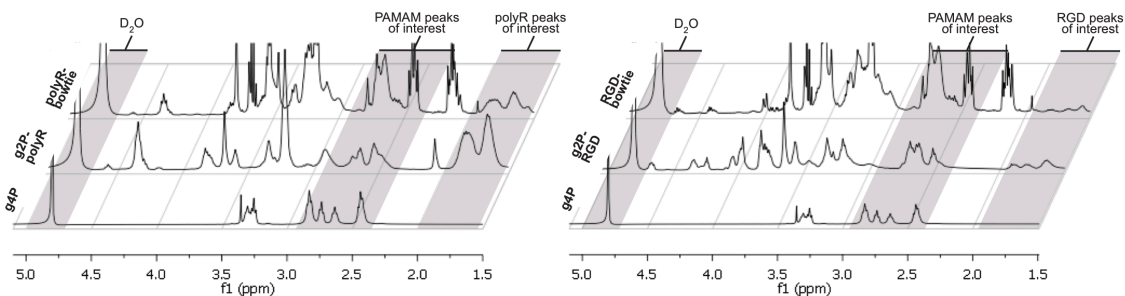 D2O
PAMAM peaks
of interest
polyR peaks
of interest
polyR-
bowtie
g2P-
polyR
g4P
5.0 4.5 4.0 3.5 3.0 2.5 2.0 1.5
f1 (ppm)
D2O
PAMAM peaks
of interest
RGD peaks
of interest
RGD-
bowtie
g2P-
RGD
g4P
5.0 4.5 4.0 3.5 3.0 2.5 2.0 1.5
f1 (ppm)